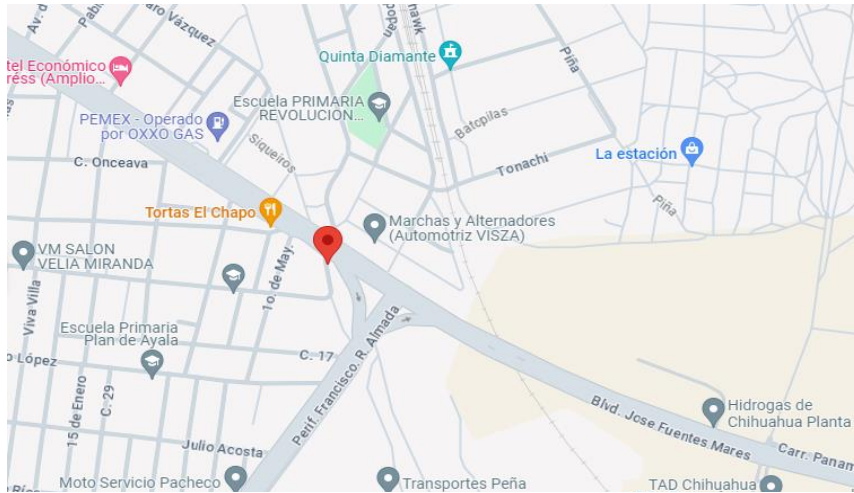 Av. d
Pabl
aro Vázquez
tel Económico
ress (Amplio...
Quinta Diamante
nawk
Piña
Escuela PRIMARIA
REVOLUCION...
PEMEX - Operado
por OXXO GAS
Siqueiros
Batopilas
C. Onceava
Tonachi
La estación
Piña
Tortas El Chapo
Marchas y Alternadores
(Automotriz VISZA)
VM SALON
VELIA MIRANDA
1o. de May.
Viva Villa
Escuela Primaria
Plan de Ayala
Perif. Francisco. R. Almada
o López
C. 17
C. 29
15 de Enero
Blvd. Jose Fuentes Mares
Hidrogas de
Chihuahua Planta
Carr. Panam
Julio Acosta
Moto Servicio Pacheco
Transportes Peña
TAD Chihuahua